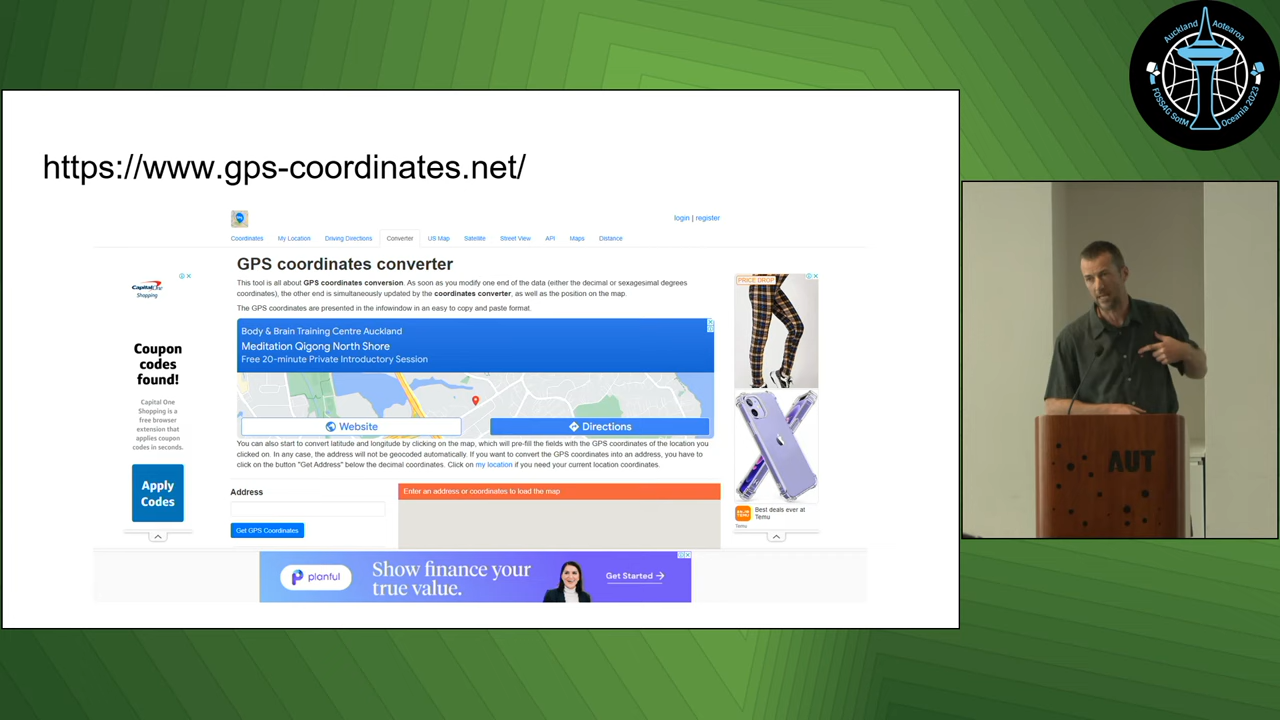 Auckland Aotearoa
FOSS4G SotM Oceania 2023
https://www.gps-coordinates.net/
login | register
Coordinates My Location Driving Directions Converter US Map Satellite Street View API Maps Distance
GPS coordinates converter
This tool is all about GPS coordinates conversion. As soon as you modify one end of the data (either the decimal or sexagesimal degrees
coordinates), the other end is simultaneously updated by the coordinates converter, as well as the position on the map.
The GPS coordinates are presented in the infowindow in an easy to copy and paste format.
Capital One
Shopping
Coupon
codes
found!
Capital One
Shopping is a
free browser
extension that
applies coupon
codes in seconds.
Apply
Codes
Body & Brain Training Centre Auckland
Meditation Qigong North Shore
Free 20-minute Private Introductory Session
Website
Directions
You can also start to convert latitude and longitude by clicking on the map, which will pre-fill the fields with the GPS coordinates of the location you
clicked on. In any case, the address will not be geocoded automatically. If you want to convert the GPS coordinates into an address, you have to
click on the button "Get Address" below the decimal coordinates. Click on my location if you need your current location coordinates.
Address
Get GPS Coordinates
Enter an address or coordinates to load the map
PRICE DROP
Best deals ever at
Temu
Temu
planful
Show finance your
true value.
Get Started →
AUT